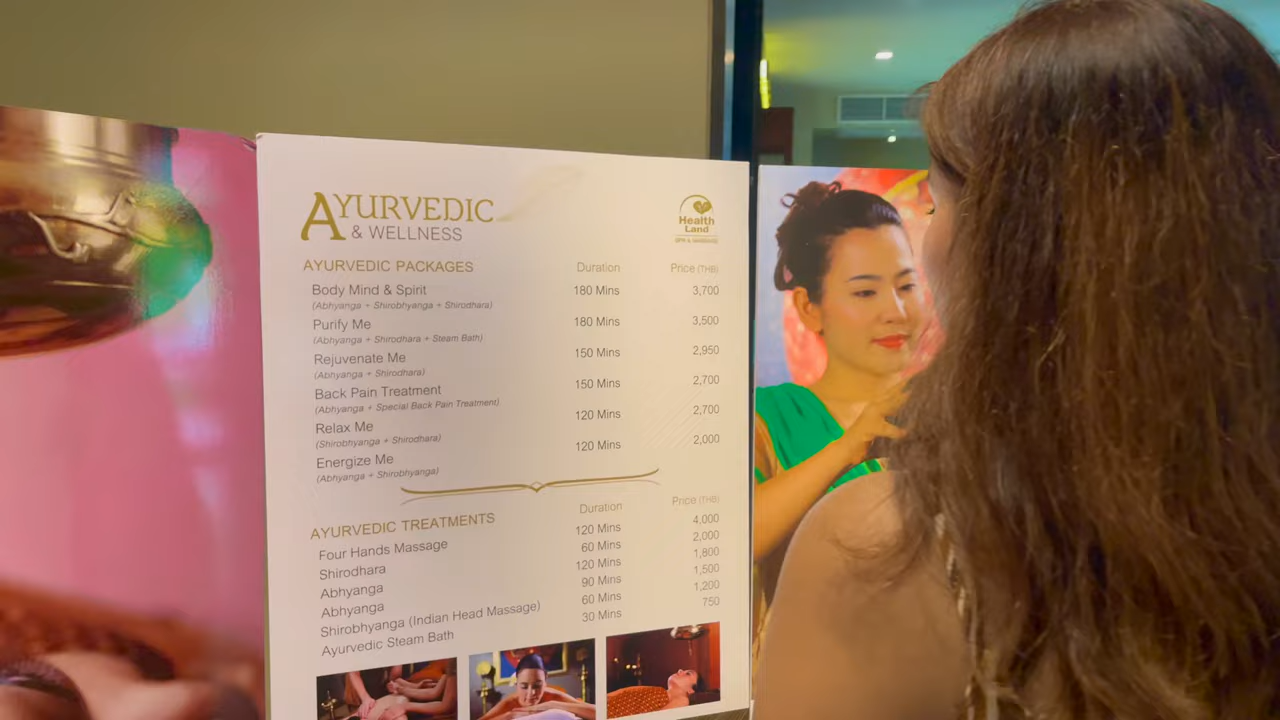 AYURVEDIC
& WELLNESS
Health
Land
SPA & MASSAGE
AYURVEDIC PACKAGES Duration Price (THB)
Body Mind & Spirit 180 Mins 3,700
(Abhyanga + Shirobhyanga + Shirodhara)
Purify Me 180 Mins 3,500
(Abhyanga + Shirodhara + Steam Bath)
Rejuvenate Me 150 Mins 2,950
(Abhyanga + Shirodhara)
Back Pain Treatment 150 Mins 2,700
(Abhyanga + Special Back Pain Treatment)
Relax Me 120 Mins 2,700
(Shirobhyanga + Shirodhara)
Energize Me 120 Mins 2,000
(Abhyanga + Shirobhyanga)
AYURVEDIC TREATMENTS Duration Price (THB)
Four Hands Massage 120 Mins 4,000
Shirodhara 60 Mins 2,000
Abhyanga 120 Mins 1,800
Abhyanga 90 Mins 1,500
Shirobhyanga (Indian Head Massage) 60 Mins 1,200
Ayurvedic Steam Bath 30 Mins 750